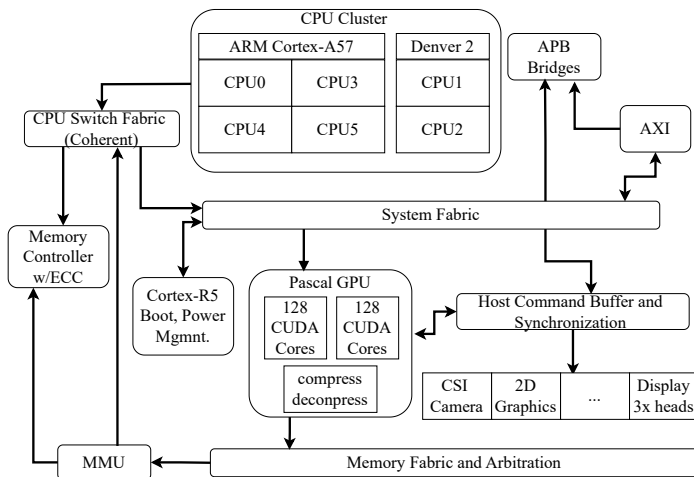 CPU Cluster
ARM Cortex-A57
Denver 2
CPU0
CPU3
CPU1
CPU4
CPU5
CPU2
APB
Bridges
CPU Switch Fabric
(Coherent)
AXI
System Fabric
Memory
Controller
w/ECC
Cortex-R5
Boot, Power
Mgmnt.
Pascal GPU
128
CUDA
Cores
128
CUDA
Cores
compress
deconpress
Host Command Buffer and
Synchronization
CSI
Camera
2D
Graphics
...
Display
3x heads
MMU
Memory Fabric and Arbitration